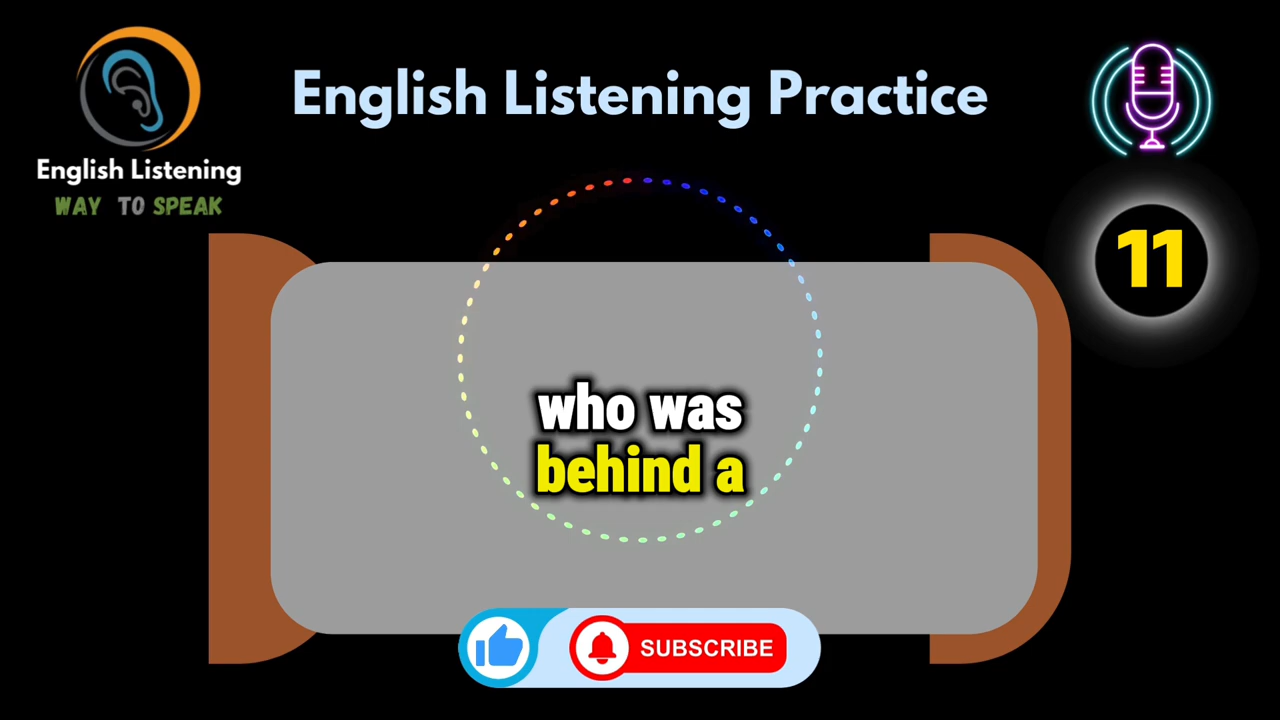 English Listening Practice
English Listening
WAY TO SPEAK
11
who was
behind a
SUBSCRIBE